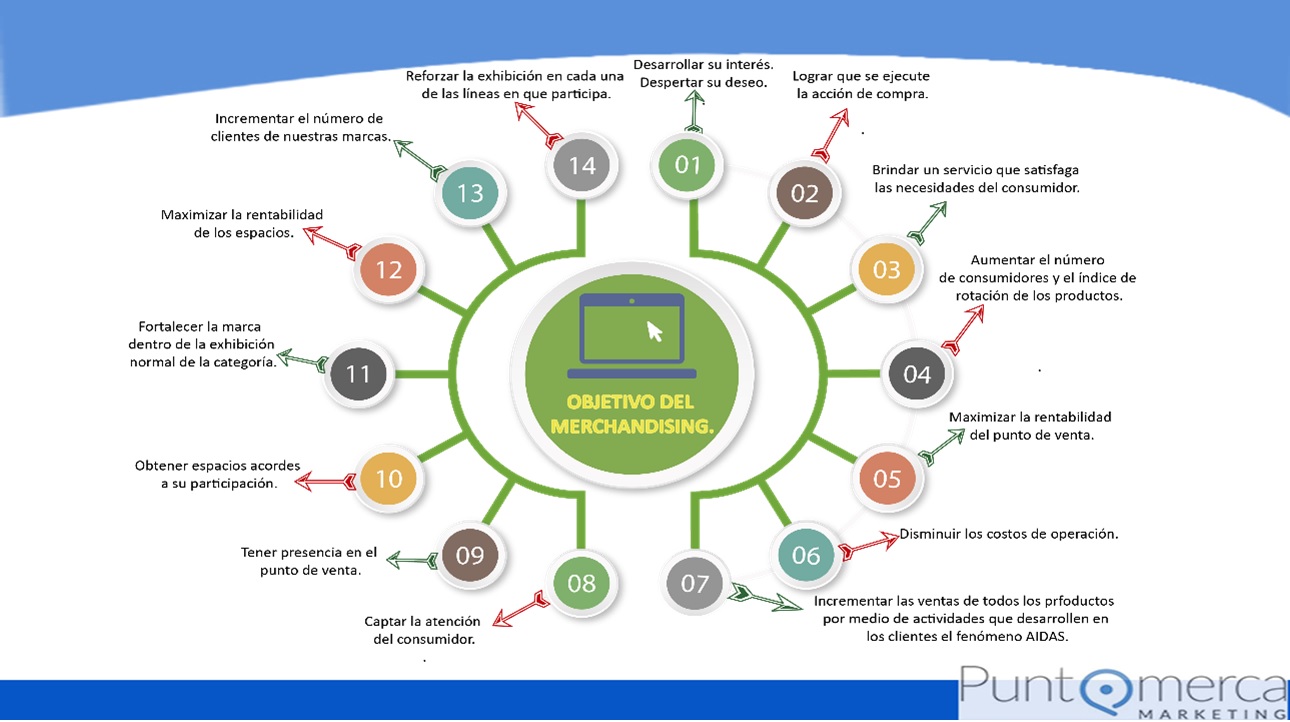 01
Desarrollar su interés.
Despertar su deseo.
02
Lograr que se ejecute
la acción de compra.
03
Brindar un servicio que satisfaga
las necesidades del consumidor.
04
Aumentar el número
de consumidores y el índice de
rotación de los productos.
05
Maximizar la rentabilidad
del punto de venta.
06
Disminuir los costos de operación.
07
Incrementar las ventas de todos los prfoductos
por medio de actividades que desarrollen en
los clientes el fenómeno AIDAS.
08
Captar la atención
del consumidor.
09
Tener presencia en el
punto de venta.
10
Obtener espacios acordes
a su participación.
11
Fortalecer la marca
dentro de la exhibición
normal de la categoría.
12
Maximizar la rentabilidad
de los espacios.
13
Incrementar el número de
clientes de nuestras marcas.
14
Reforzar la exhibición en cada una
de las líneas en que participa.
OBJETIVO DEL
MERCHANDISING.
PuntQmerca
MARKETING